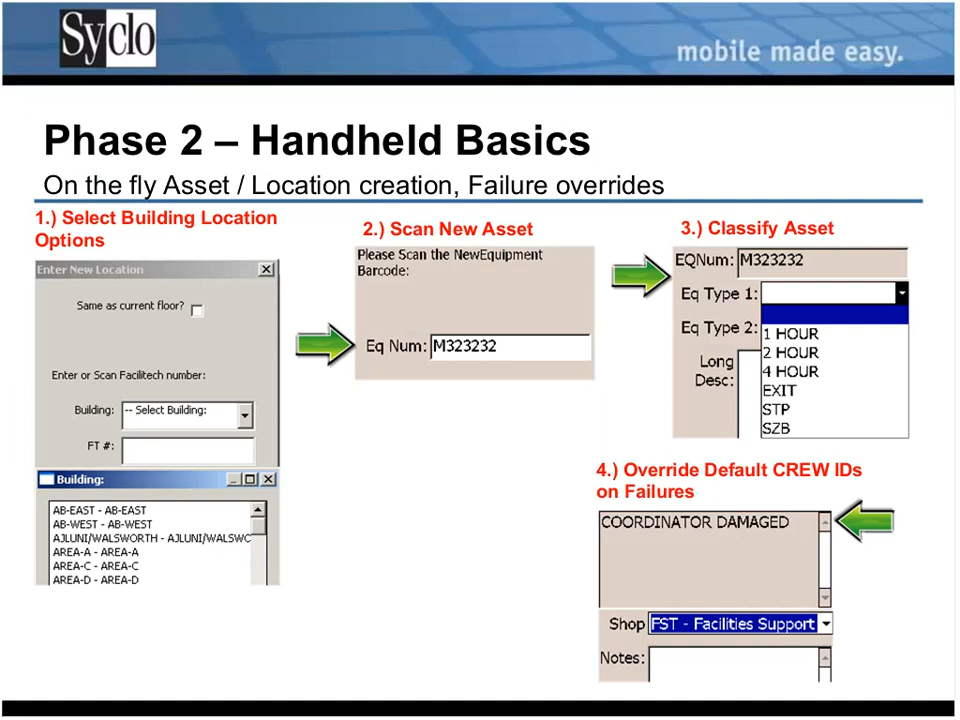 Syclo
mobile made easy.
Phase 2 – Handheld Basics
On the fly Asset / Location creation, Failure overrides
1.) Select Building Location
Options
Enter New Location
Same as current floor?
Enter or Scan Facilitech number:
Building:
-- Select Building:
FT #:
Building:
AB-EAST - AB-EAST
AB-WEST - AB-WEST
AJLUNI/WALSWORTH - AJLUNI/WALSWC
AREA-A - AREA-A
AREA-C - AREA-C
AREA-D - AREA-D
2.) Scan New Asset
Please Scan the NewEquipment
Barcode:
Eq Num: M323232
3.) Classify Asset
EQNum: M323232
Eq Type 1:
Eq Type 2:
Long
Desc:
1 HOUR
2 HOUR
4 HOUR
EXIT
STP
SZB
4.) Override Default CREW IDs
on Failures
COORDINATOR DAMAGED
Shop FST - Facilities Support
Notes: